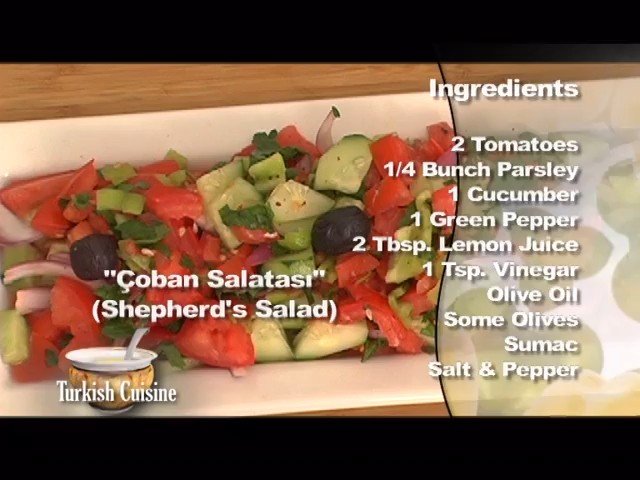 Ingredients
2 Tomatoes
1/4 Bunch Parsley
1 Cucumber
1 Green Pepper
2 Tbsp. Lemon Juice
1 Tsp. Vinegar
Olive Oil
Some Olives
Sumac
Salt & Pepper
"Çoban Salatası"
(Shepherd's Salad)
Turkish Cuisine